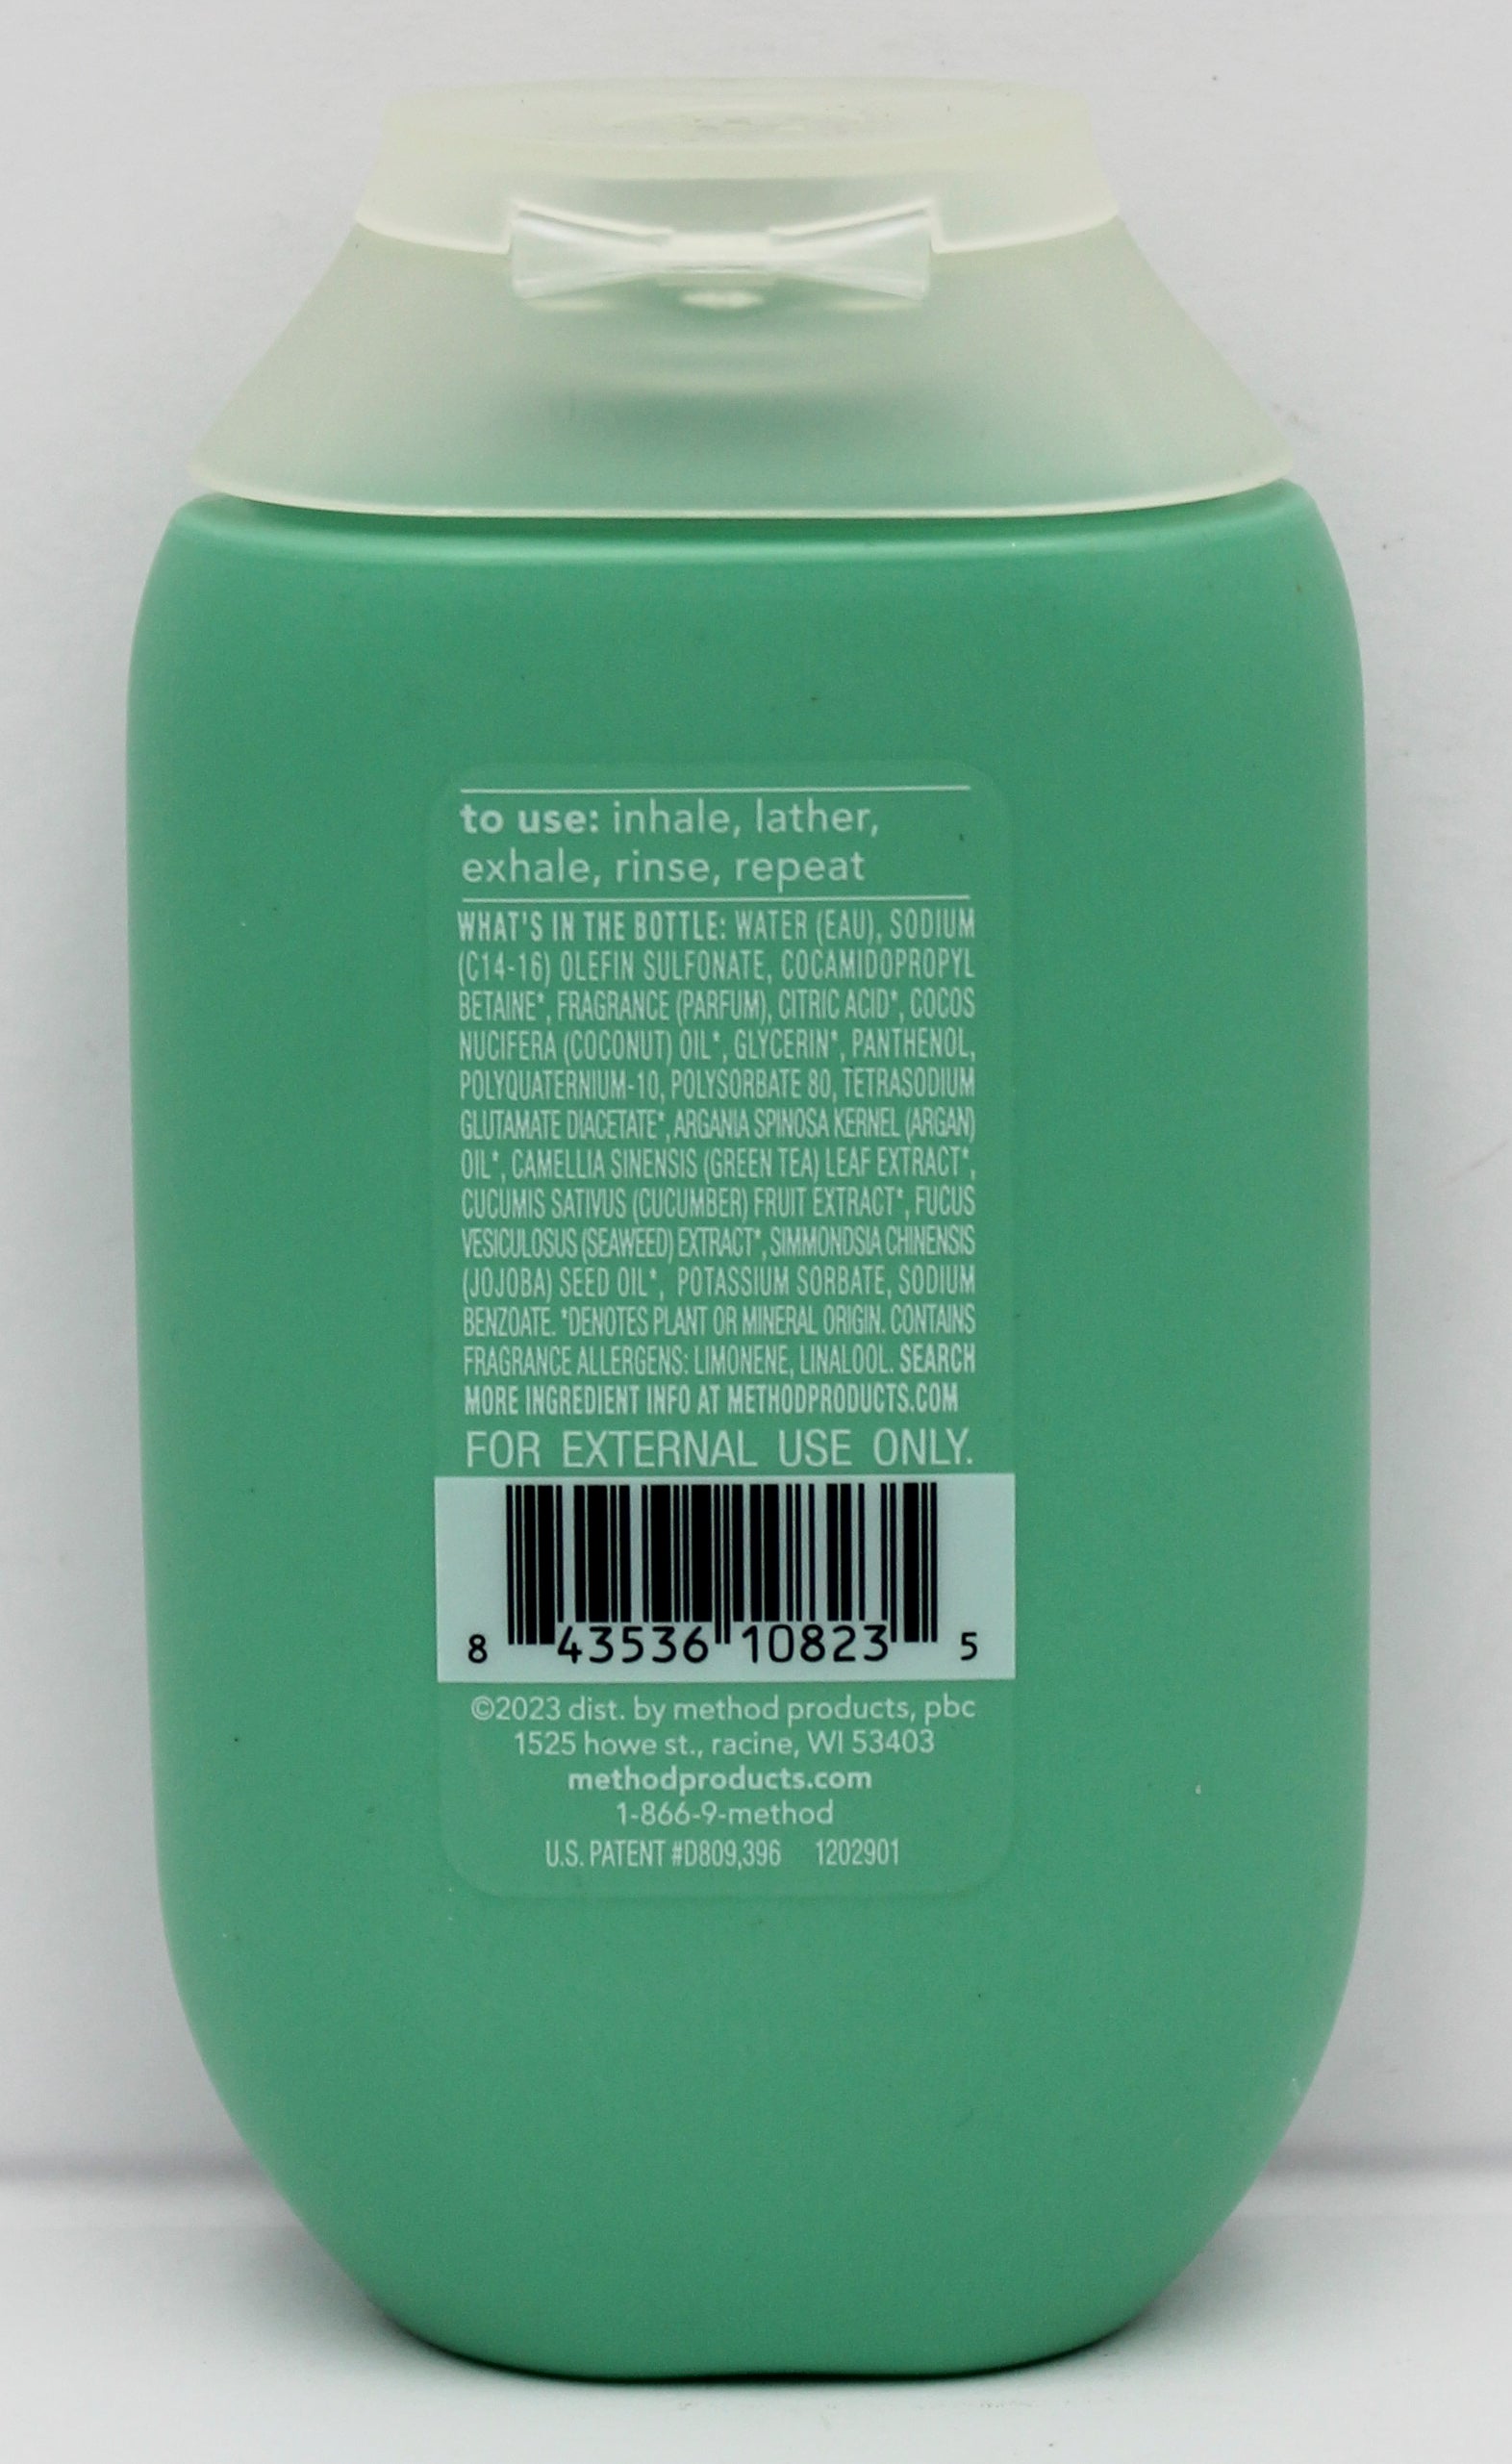 to use: inhale, lather,
exhale, rinse, repeat
WHAT'S IN THE BOTTLE: WATER (EAU), SODIUM
(C14-16) OLEFIN SULFONATE, COCAMIDOPROPYL
BETAINE*, FRAGRANCE (PARFUM), CITRIC ACID*, COCOS
NUCIFERA (COCONUT) OIL*, GLYCERIN*, PANTHENOL,
POLYQUATERNIUM-10, POLYSORBATE 80, TETRASODIUM
GLUTAMATE DIACETATE*, ARGANIA SPINOSA KERNEL (ARGAN)
OIL*, CAMELLIA SINENSIS (GREEN TEA) LEAF EXTRACT*,
CUCUMIS SATIVUS (CUCUMBER) FRUIT EXTRACT*, FUCUS
VESICULOSUS (SEAWEED) EXTRACT*, SIMMONDSIA CHINENSIS
(JOJOBA) SEED OIL*, POTASSIUM SORBATE, SODIUM
BENZOATE. *DENOTES PLANT OR MINERAL ORIGIN. CONTAINS
FRAGRANCE ALLERGENS: LIMONENE, LINALOOL. SEARCH
MORE INGREDIENT INFO AT METHODPRODUCTS.COM
FOR EXTERNAL USE ONLY.
8 43536 10823 5
©2023 dist. by method products, pbc
1525 howe st., racine, WI 53403
methodproducts.com
1-866-9-method
U.S. PATENT #D809,396 1202901